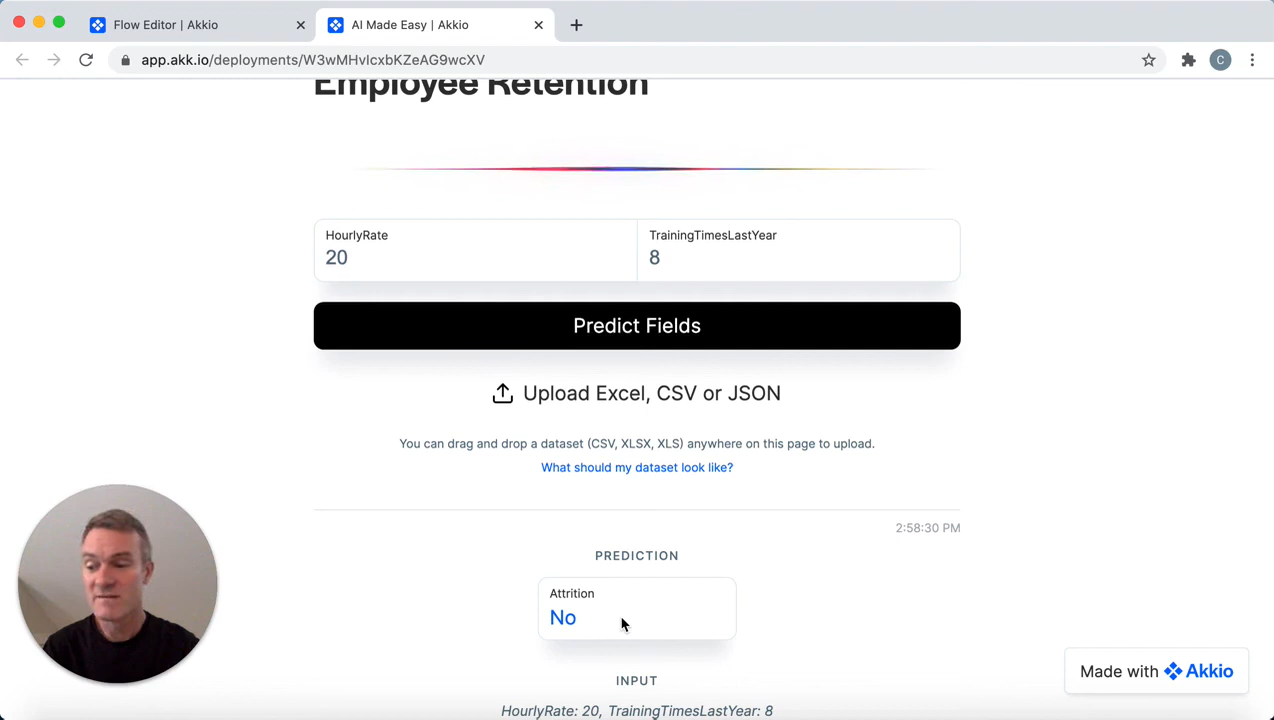 Flow Editor | Akkio
AI Made Easy | Akkio
app.akk.io/deployments/W3wMHvIcxbKZeAG9wcXV
C
Employee Retention
HourlyRate
20
TrainingTimesLastYear
8
Predict Fields
Upload Excel, CSV or JSON
You can drag and drop a dataset (CSV, XLSX, XLS) anywhere on this page to upload.
What should my dataset look like?
2:58:30 PM
PREDICTION
Attrition
No
INPUT
HourlyRate: 20, TrainingTimesLastYear: 8
Made with Akkio